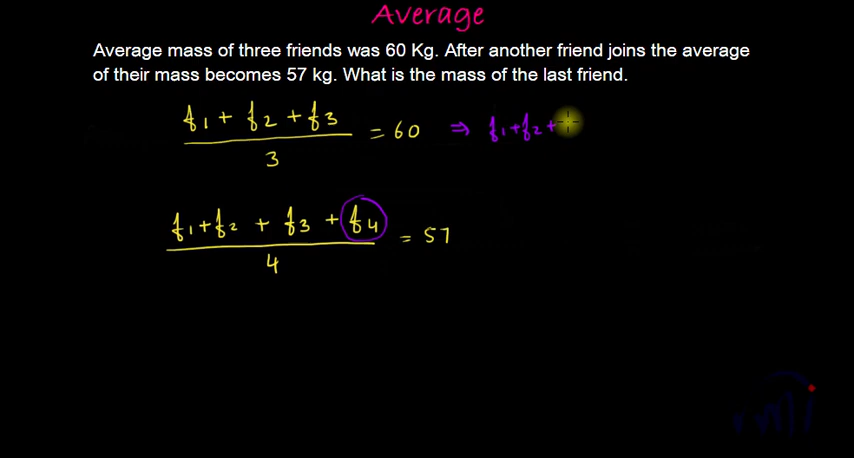 Average
Average mass of three friends was 60 Kg. After another friend joins the average
of their mass becomes 57 kg. What is the mass of the last friend.
f1 + f2 + f3
= 60 ⇒ f1+f2+
3
f1+f2 + f3 + f4
= 57
4